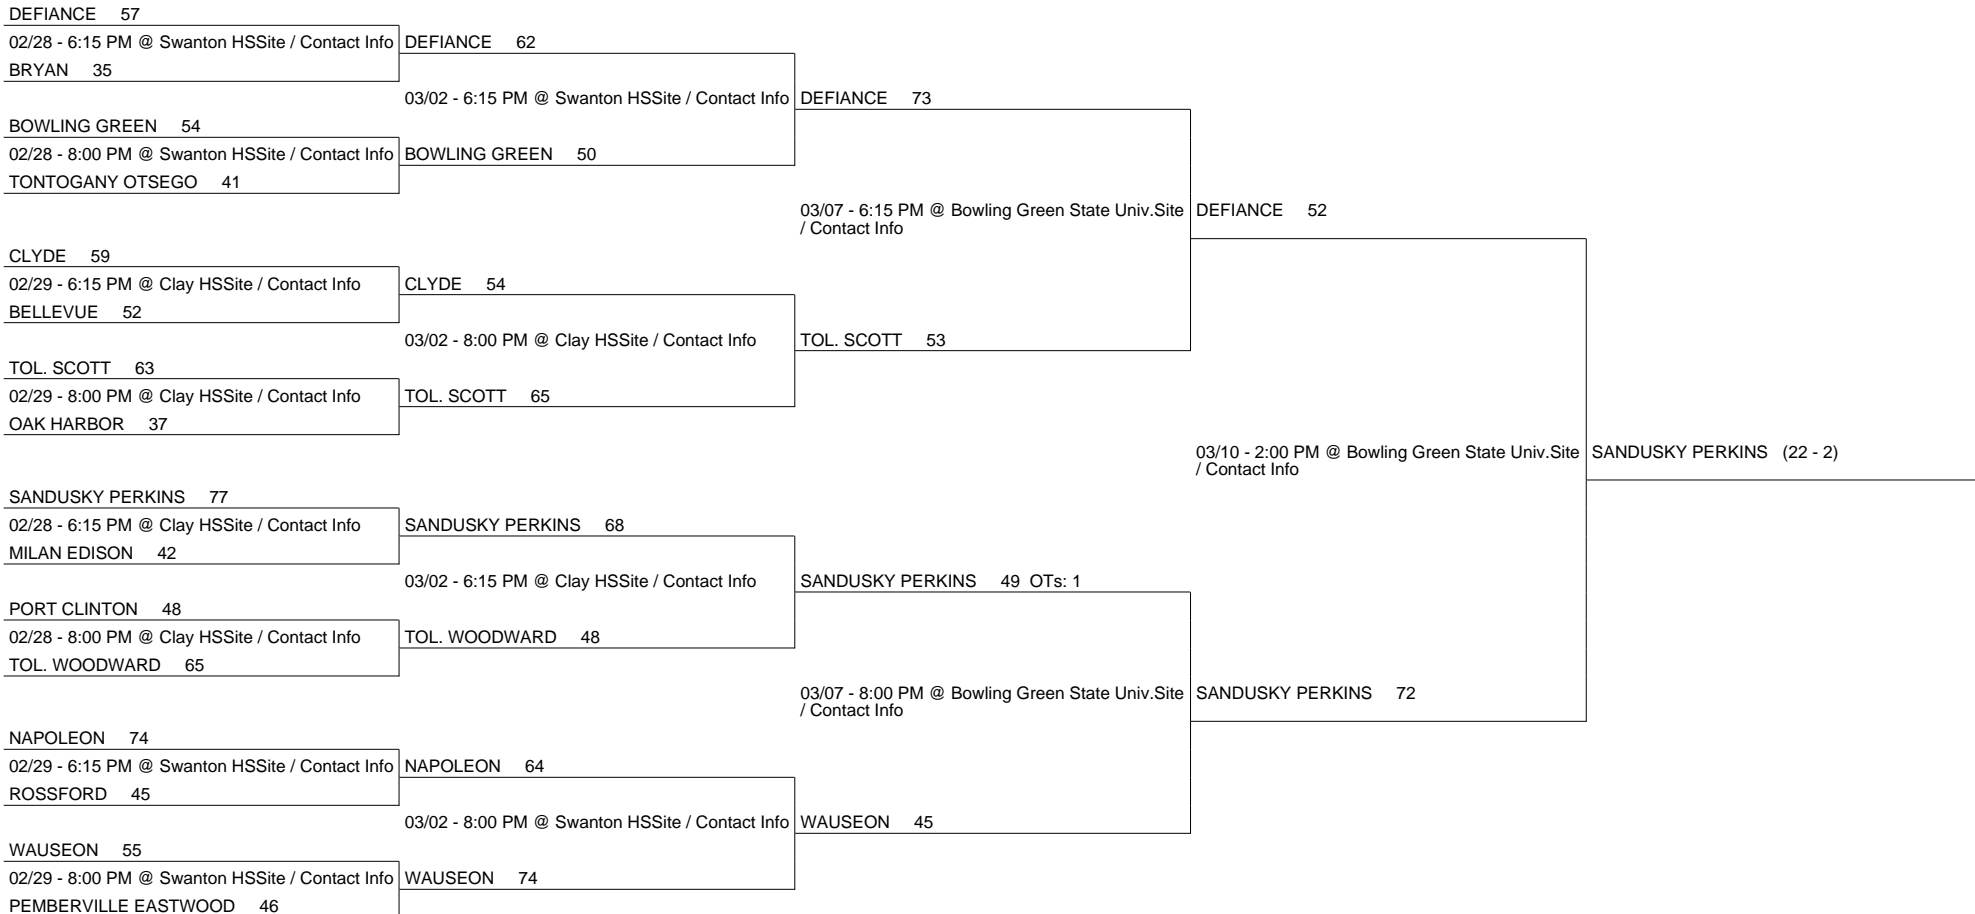 DEFIANCE 57
02/28 - 6:15 PM @ Swanton HSSite / Contact Info
BRYAN 35
BOWLING GREEN 54
02/28 - 8:00 PM @ Swanton HSSite / Contact Info
TONTOGANY OTSEGO 41
CLYDE 59
02/29 - 6:15 PM @ Clay HSSite / Contact Info
BELLEVUE 52
TOL. SCOTT 63
02/29 - 8:00 PM @ Clay HSSite / Contact Info
OAK HARBOR 37
SANDUSKY PERKINS 77
02/28 - 6:15 PM @ Clay HSSite / Contact Info
MILAN EDISON 42
PORT CLINTON 48
02/28 - 8:00 PM @ Clay HSSite / Contact Info
TOL. WOODWARD 65
NAPOLEON 74
02/29 - 6:15 PM @ Swanton HSSite / Contact Info
ROSSFORD 45
WAUSEON 55
02/29 - 8:00 PM @ Swanton HSSite / Contact Info
PEMBERVILLE EASTWOOD 46
DEFIANCE 62
03/02 - 6:15 PM @ Swanton HSSite / Contact Info
BOWLING GREEN 50
CLYDE 54
03/02 - 8:00 PM @ Clay HSSite / Contact Info
TOL. SCOTT 65
SANDUSKY PERKINS 68
03/02 - 6:15 PM @ Clay HSSite / Contact Info
TOL. WOODWARD 48
NAPOLEON 64
03/02 - 8:00 PM @ Swanton HSSite / Contact Info
WAUSEON 74
DEFIANCE 73
03/07 - 6:15 PM @ Bowling Green State Univ.Site
/ Contact Info
TOL. SCOTT 53
SANDUSKY PERKINS 49 OTs: 1
03/07 - 8:00 PM @ Bowling Green State Univ.Site
/ Contact Info
WAUSEON 45
DEFIANCE 52
03/10 - 2:00 PM @ Bowling Green State Univ.Site
/ Contact Info
SANDUSKY PERKINS 72
SANDUSKY PERKINS (22 - 2)